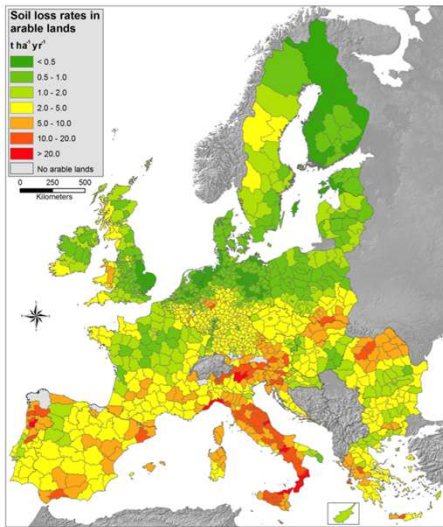 Soil loss rates in
arable lands
t ha⁻¹ yr⁻¹
< 0.5
0.5 - 1.0
1.0 - 2.0
2.0 - 5.0
5.0 - 10.0
10.0 - 20.0
> 20.0
No arable lands
0 250 500
Kilometers